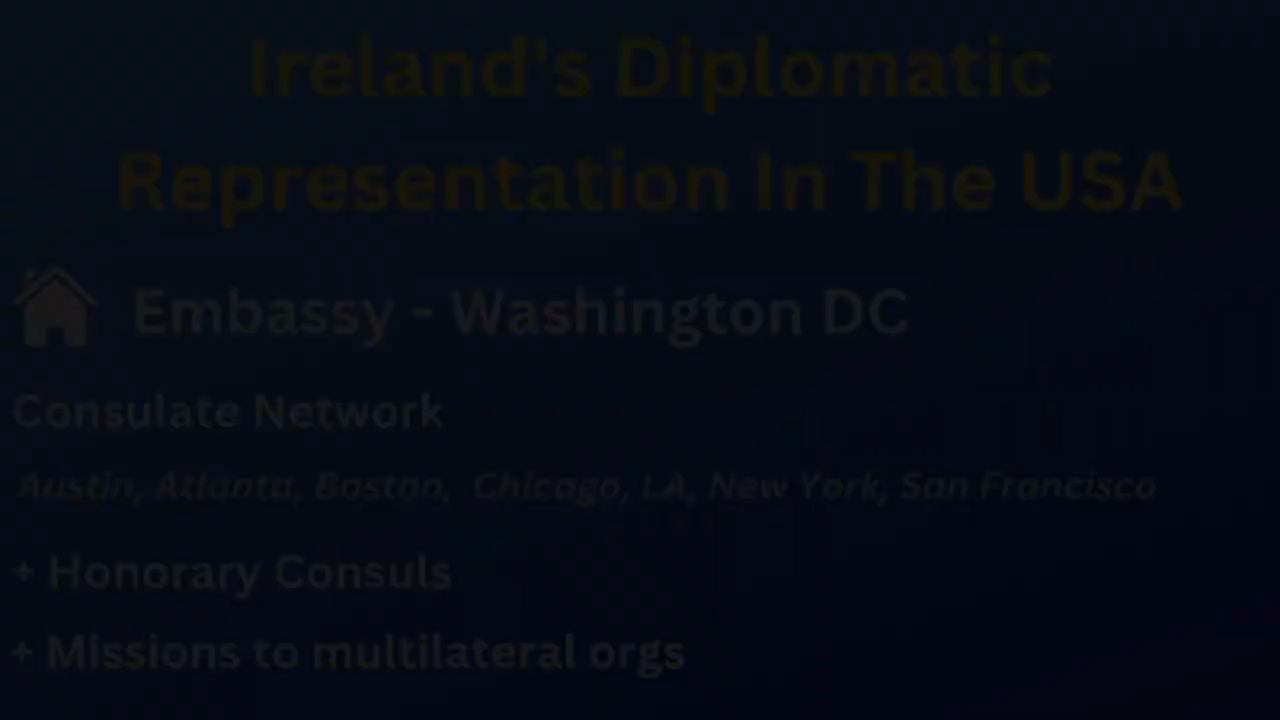 Ireland's Diplomatic
Representation In The USA
Embassy - Washington DC
Consulate Network
Austin, Atlanta, Boston, Chicago, LA, New York, San Francisco
+ Honorary Consuls
+ Missions to multilateral orgs